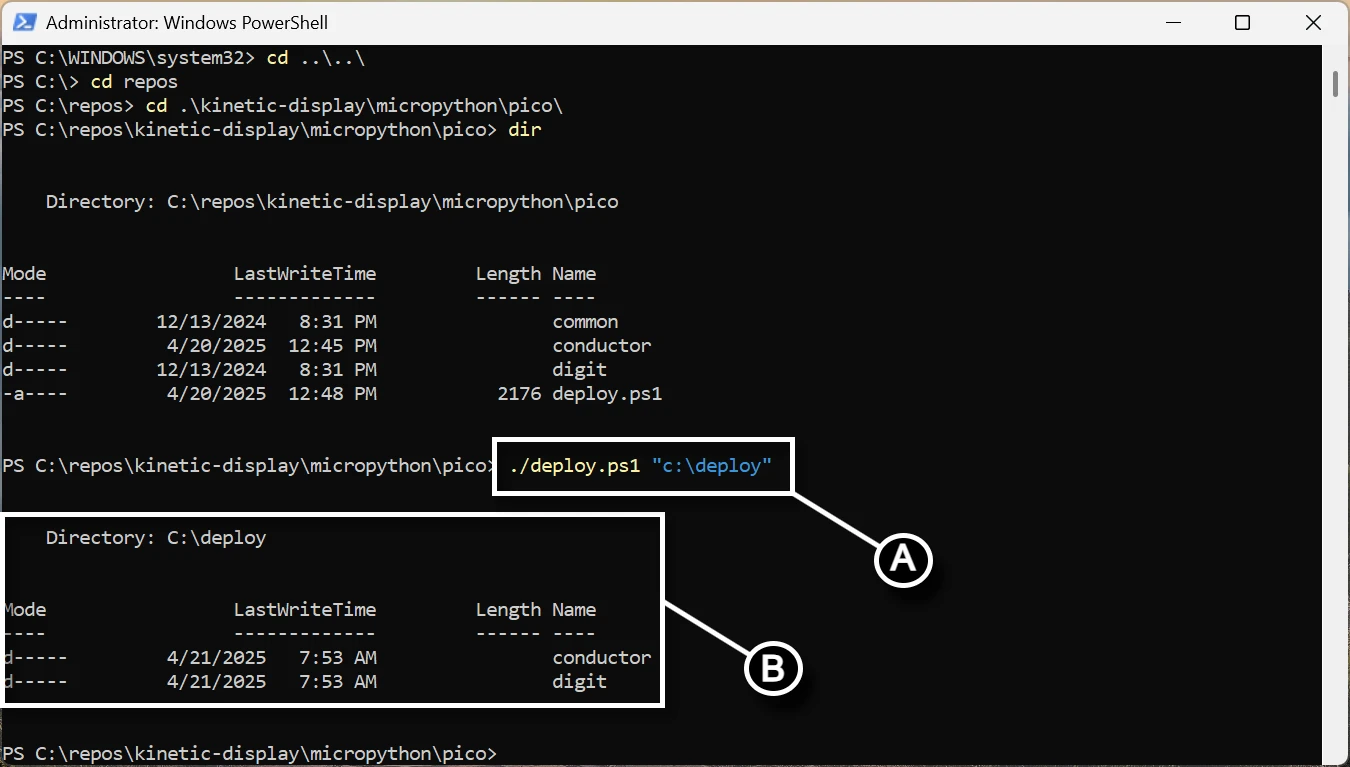 Administrator: Windows PowerShell
PS C:\WINDOWS\system32> cd ..\..\
PS C:\> cd repos
PS C:\repos> cd .\kinetic-display\micropython\pico\
PS C:\repos\kinetic-display\micropython\pico> dir
Directory: C:\repos\kinetic-display\micropython\pico
Mode                 LastWriteTime         Length Name
----                 -------------         ------ ----
d-----        12/13/2024   8:31 PM                common
d-----         4/20/2025  12:45 PM                conductor
d-----        12/13/2024   8:31 PM                digit
-a----         4/20/2025  12:48 PM           2176 deploy.ps1
PS C:\repos\kinetic-display\micropython\pico> ./deploy.ps1 "c:\deploy"
Directory: C:\deploy
A
Mode                 LastWriteTime         Length Name
----                 -------------         ------ ----
d-----         4/21/2025   7:53 AM                conductor
d-----         4/21/2025   7:53 AM                digit
B
PS C:\repos\kinetic-display\micropython\pico>